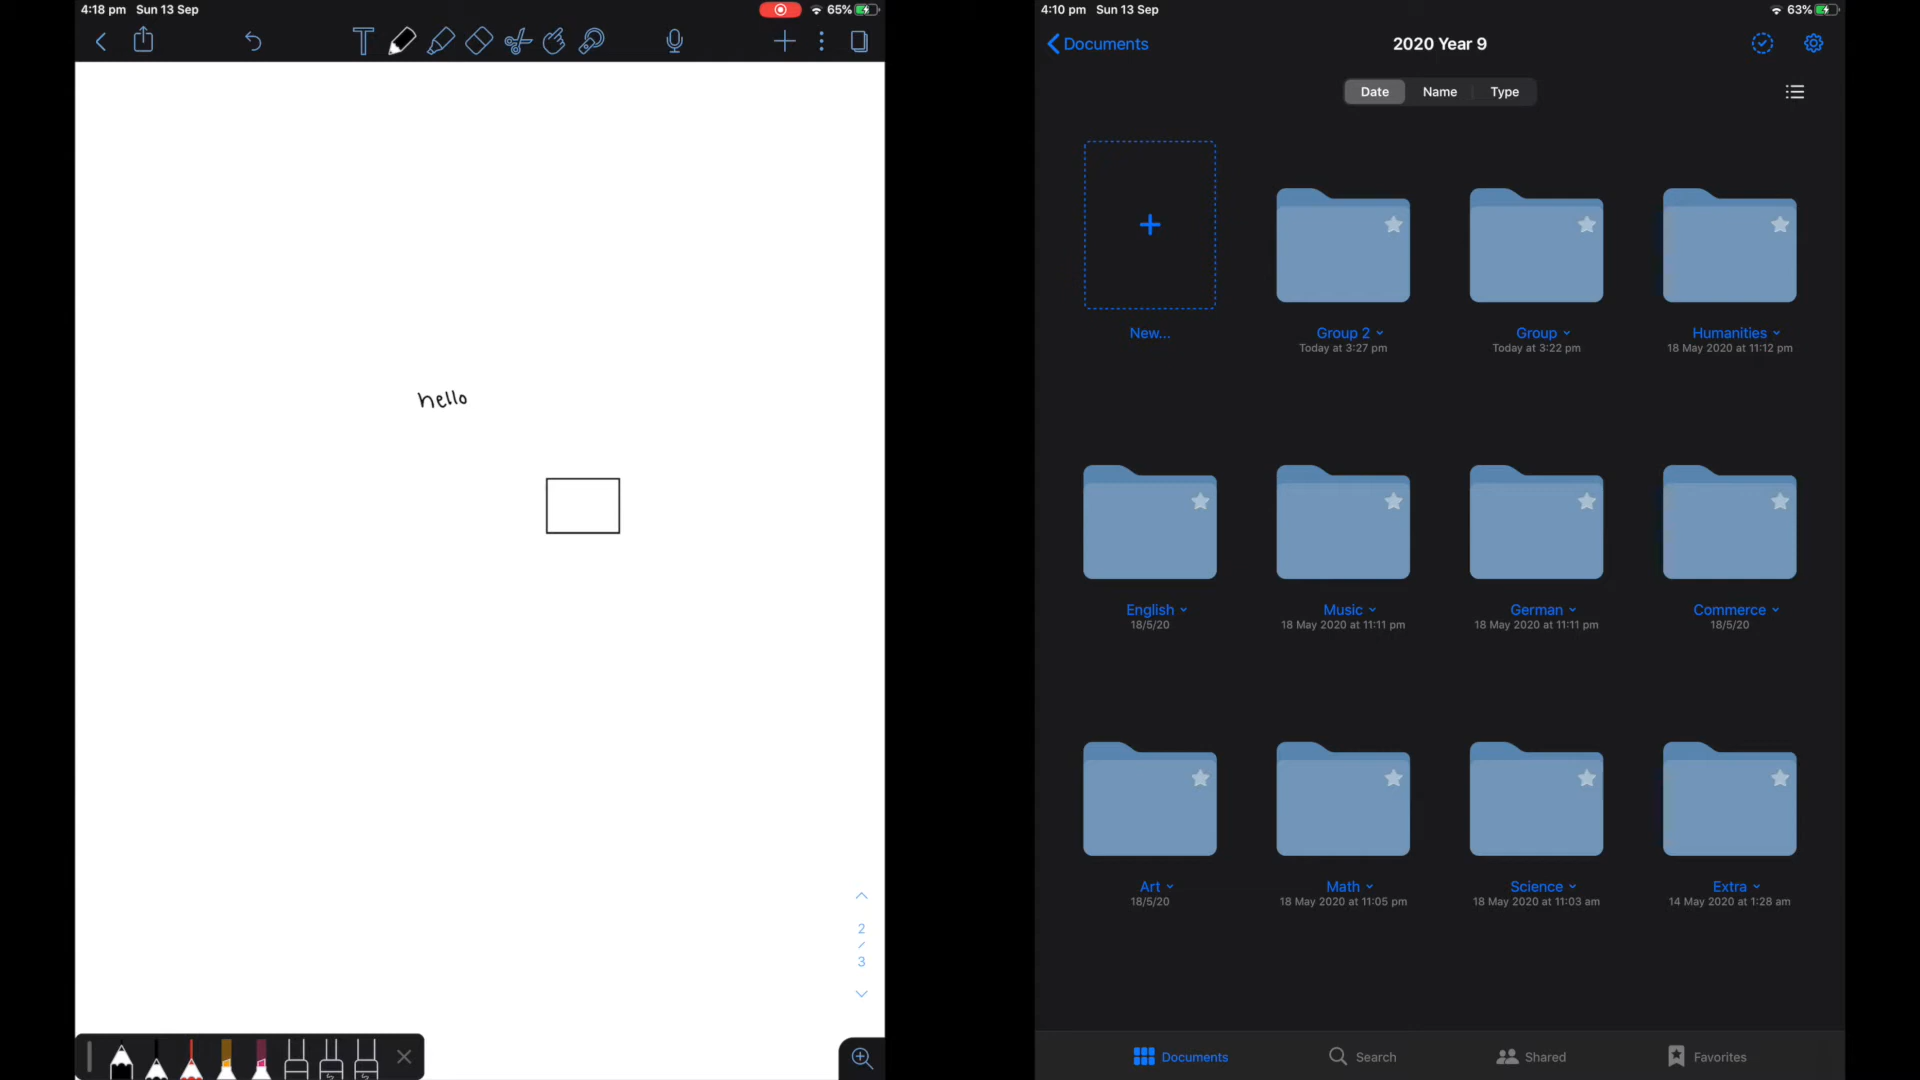 4:18 pm Sun 13 Sep
65%
T
hello
2
/
3
4:10 pm Sun 13 Sep
63%
Documents
2020 Year 9
Date Name Type
New...
Group 2
Today at 3:27 pm
Group
Today at 3:22 pm
Humanities
18 May 2020 at 11:12 pm
English
18/5/20
Music
18 May 2020 at 11:11 pm
German
18 May 2020 at 11:11 pm
Commerce
18/5/20
Art
18/5/20
Math
18 May 2020 at 11:05 pm
Science
18 May 2020 at 11:03 am
Extra
14 May 2020 at 1:28 am
Documents Search Shared Favorites